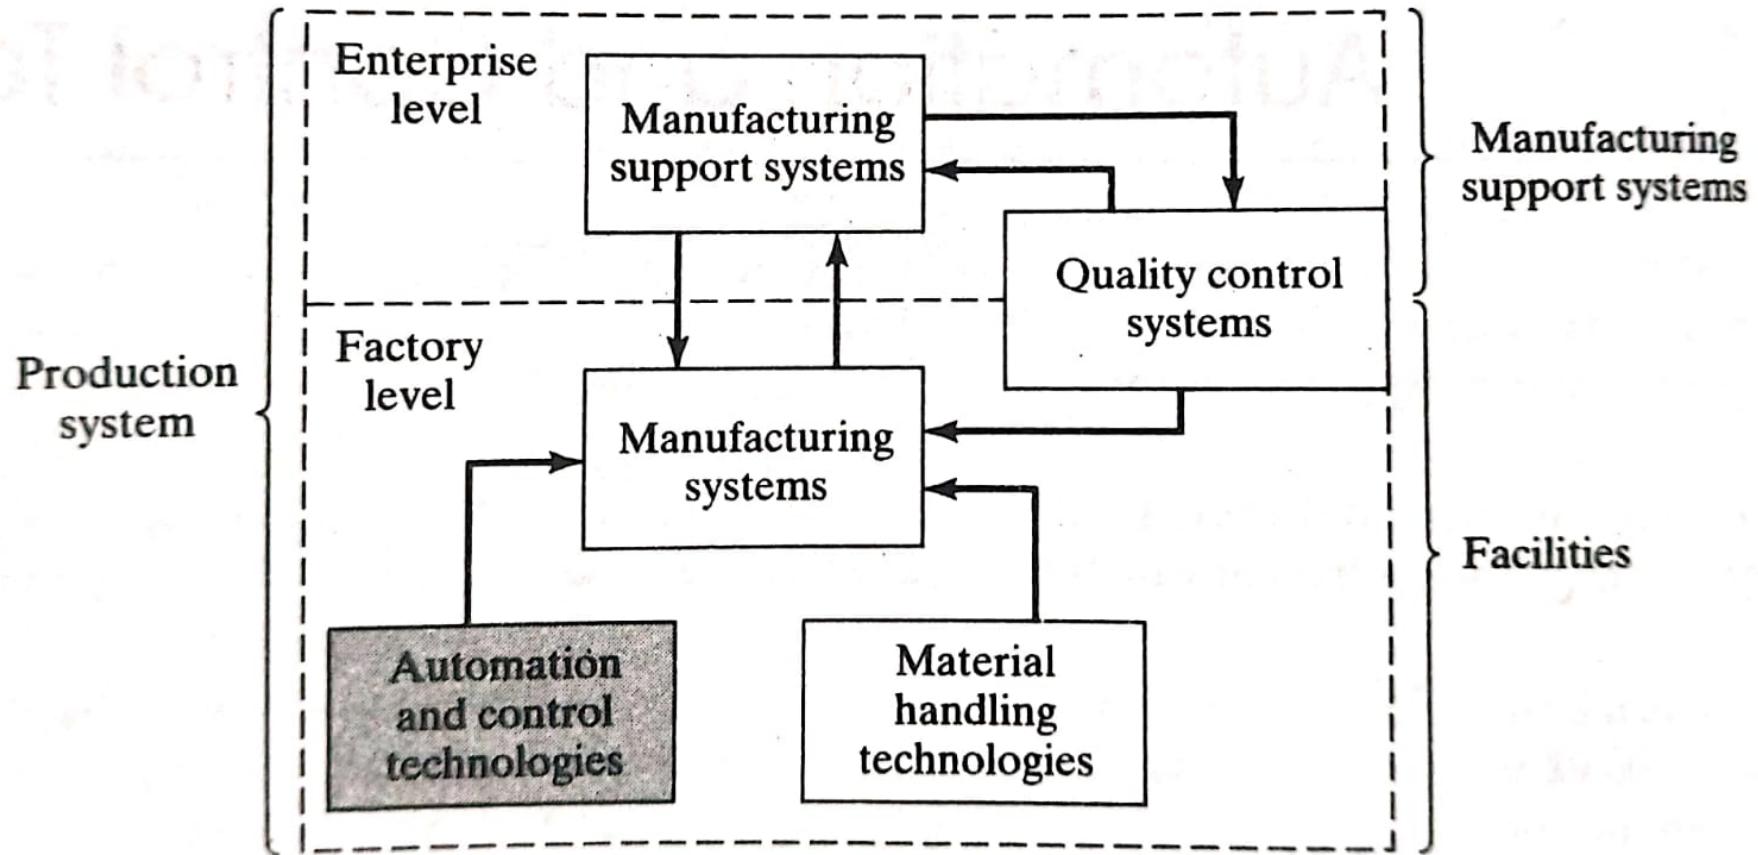 Enterprise
level
Manufacturing
support systems
Manufacturing
support systems
Quality control
systems
Factory
level
Production
system
Manufacturing
systems
Facilities
Automation
and control
technologies
Material
handling
technologies